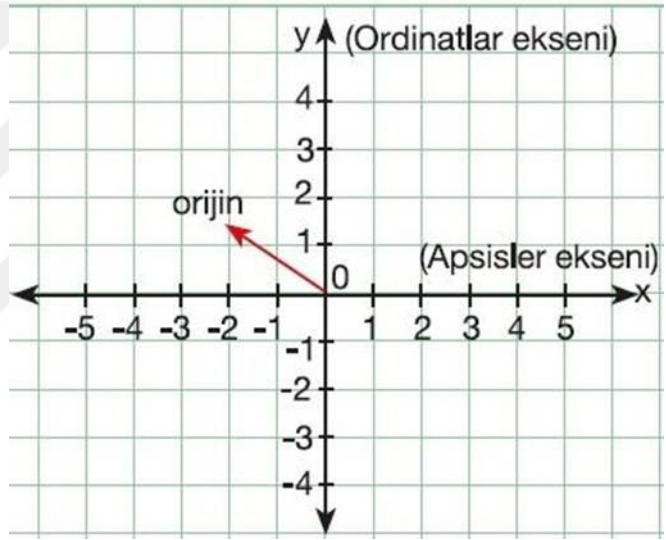 y (Ordinatlar ekseni)
4
3
orijin 2
1
0 (Apsisler ekseni)
x
-5 -4 -3 -2 -1 1 2 3 4 5
-1
-2
-3
-4